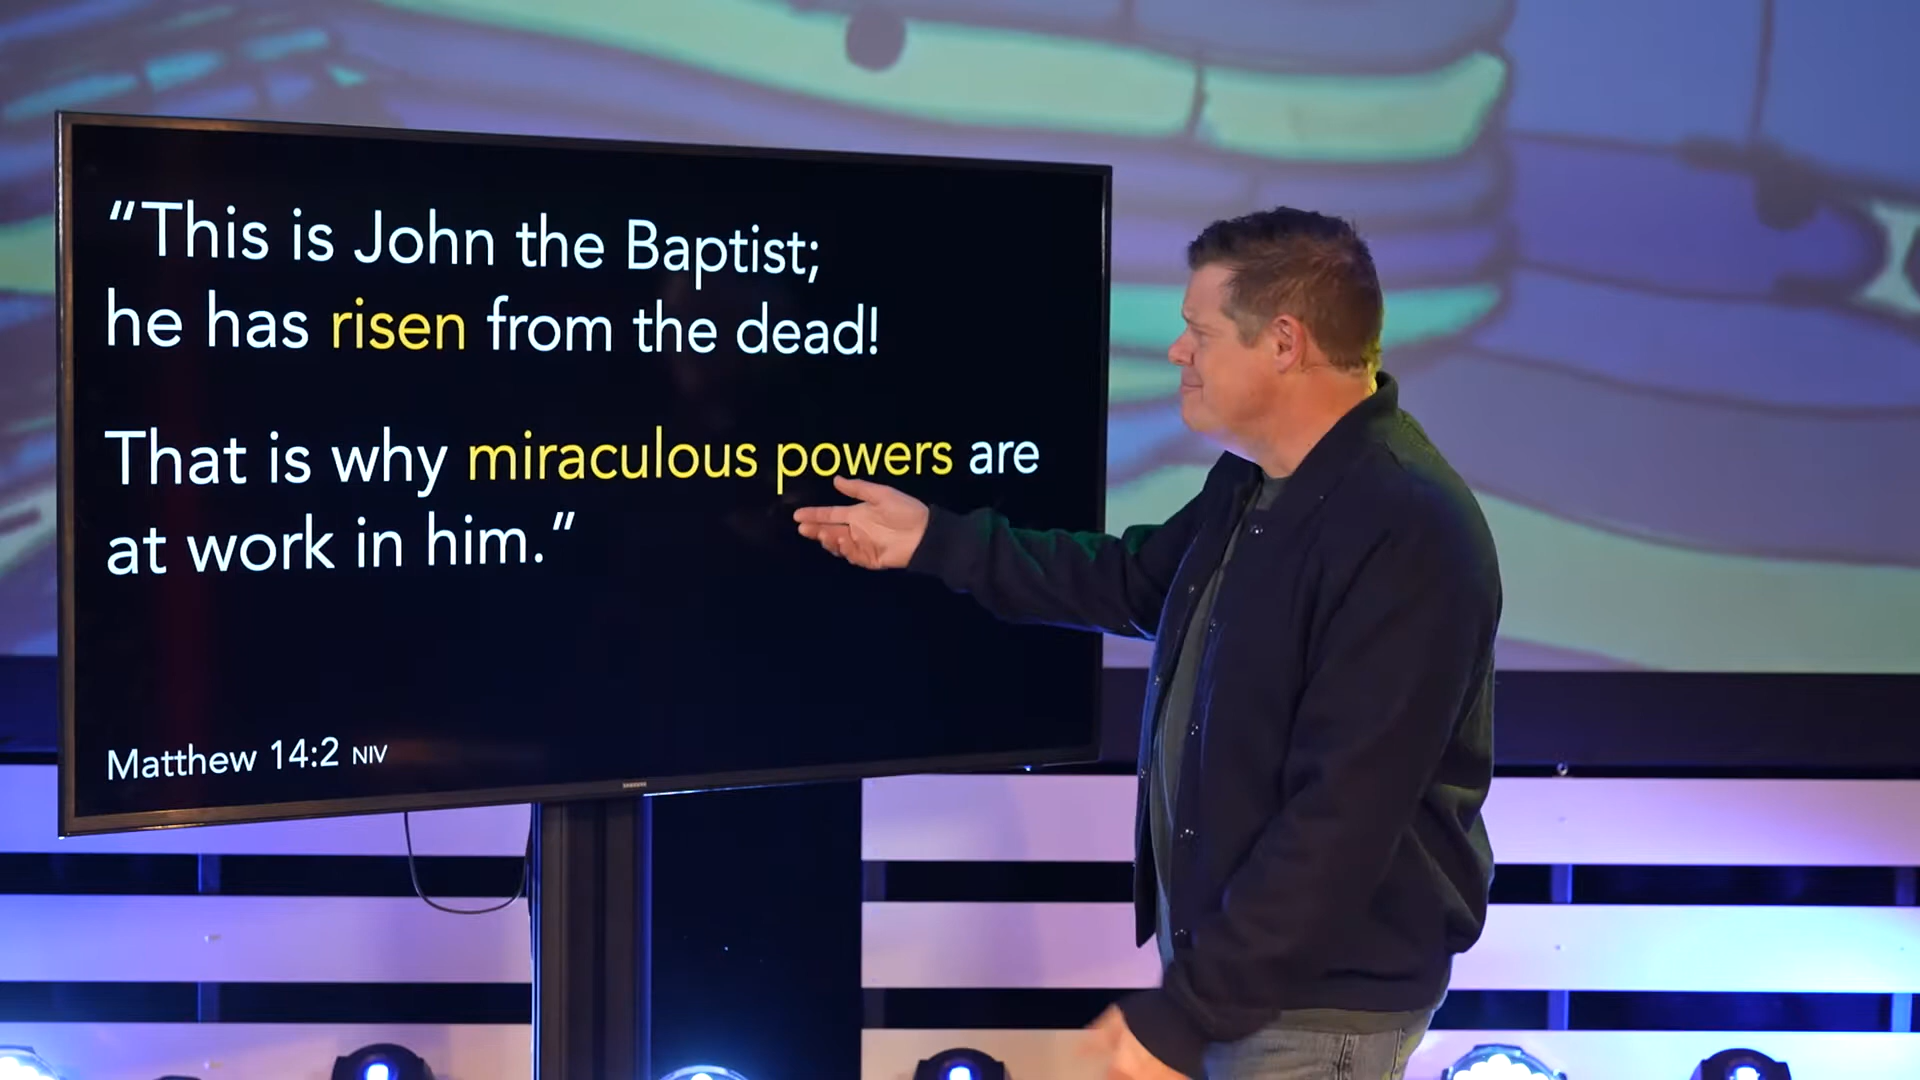 “This is John the Baptist;
he has risen from the dead!
That is why miraculous powers are
at work in him.”
Matthew 14:2 NIV
SAMSUNG